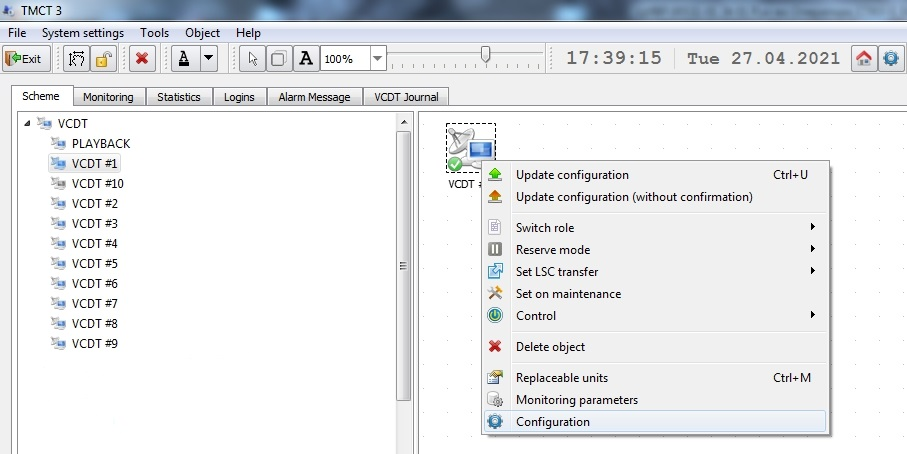 TMCT 3
File System settings Tools Object Help
Exit A A 100% 17:39:15 Tue 27.04.2021
Scheme Monitoring Statistics Logins Alarm Message VCDT Journal
VCDT
PLAYBACK
VCDT #1
VCDT #10
VCDT #2
VCDT #3
VCDT #4
VCDT #5
VCDT #6
VCDT #7
VCDT #8
VCDT #9
VCDT
Update configuration Ctrl+U
Update configuration (without confirmation)
Switch role
Reserve mode
Set LSC transfer
Set on maintenance
Control
Delete object
Replaceable units Ctrl+M
Monitoring parameters
Configuration